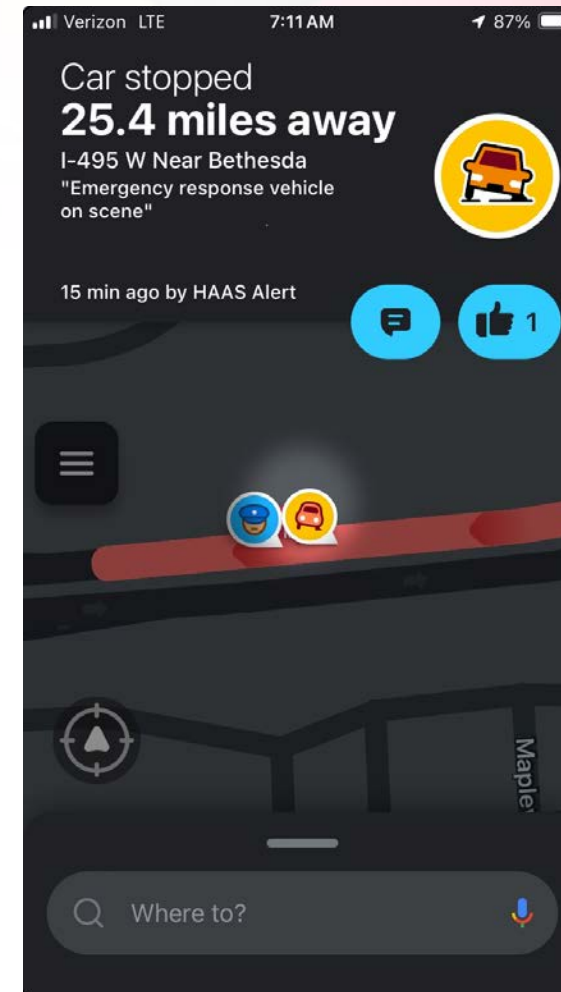 Verizon LTE 7:11 AM 87%
Car stopped
25.4 miles away
I-495 W Near Bethesda
"Emergency response vehicle
on scene"
15 min ago by HAAS Alert
1
Maplew
Where to?